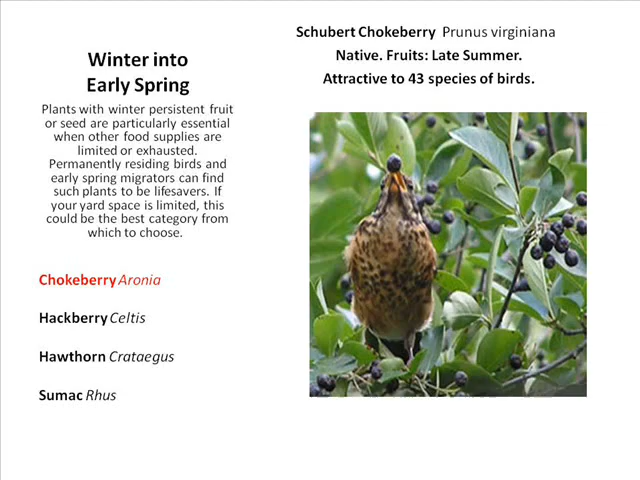 Schubert Chokeberry Prunus virginiana
Native. Fruits: Late Summer.
Attractive to 43 species of birds.
Winter into
Early Spring
Plants with winter persistent fruit
or seed are particularly essential
when other food supplies are
limited or exhausted.
Permanently residing birds and
early spring migrators can find
such plants to be lifesavers. If
your yard space is limited, this
could be the best category from
which to choose.
Chokeberry Aronia
Hackberry Celtis
Hawthorn Crataegus
Sumac Rhus